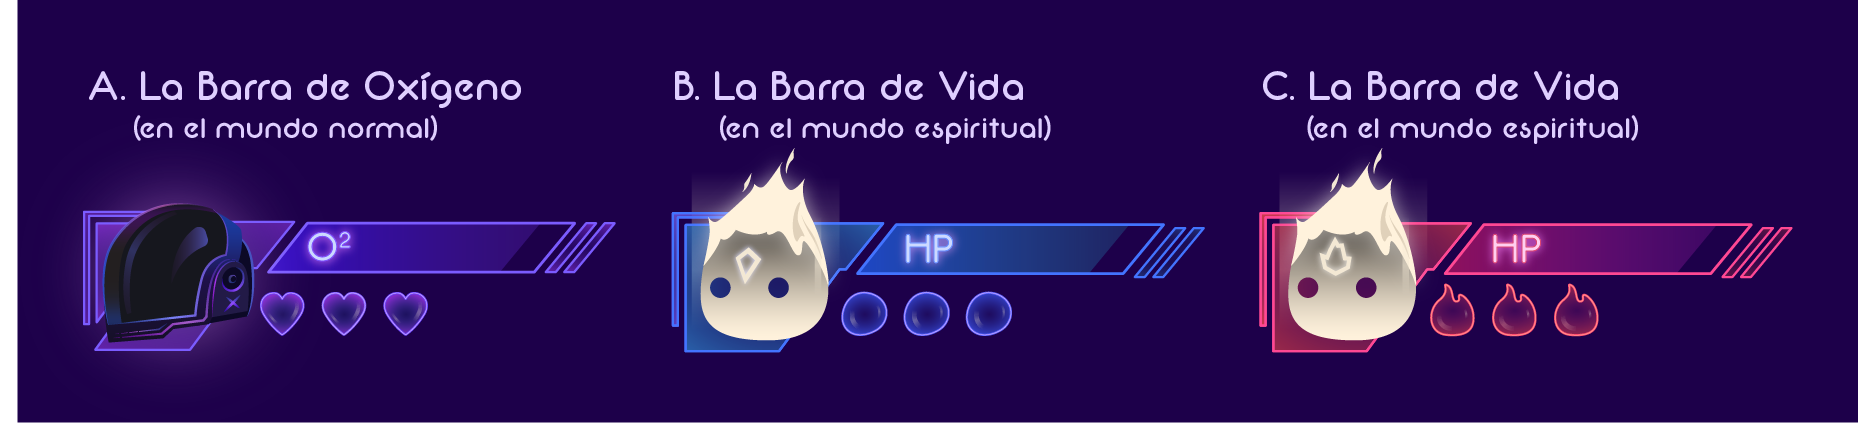 A. La Barra de Oxígeno
(en el mundo normal)
O²
B. La Barra de Vida
(en el mundo espiritual)
HP
C. La Barra de Vida
(en el mundo espiritual)
HP